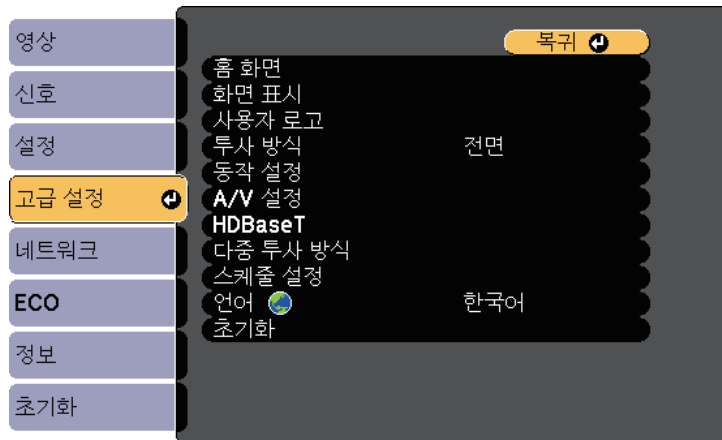 영상
신호
설정
고급 설정
네트워크
ECO
정보
초기화
복귀
홈 화면
화면 표시
사용자 로고
투사 방식 전면
동작 설정
A/V 설정
HDBaseT
다중 투사 방식
스케줄 설정
언어 한국어
초기화